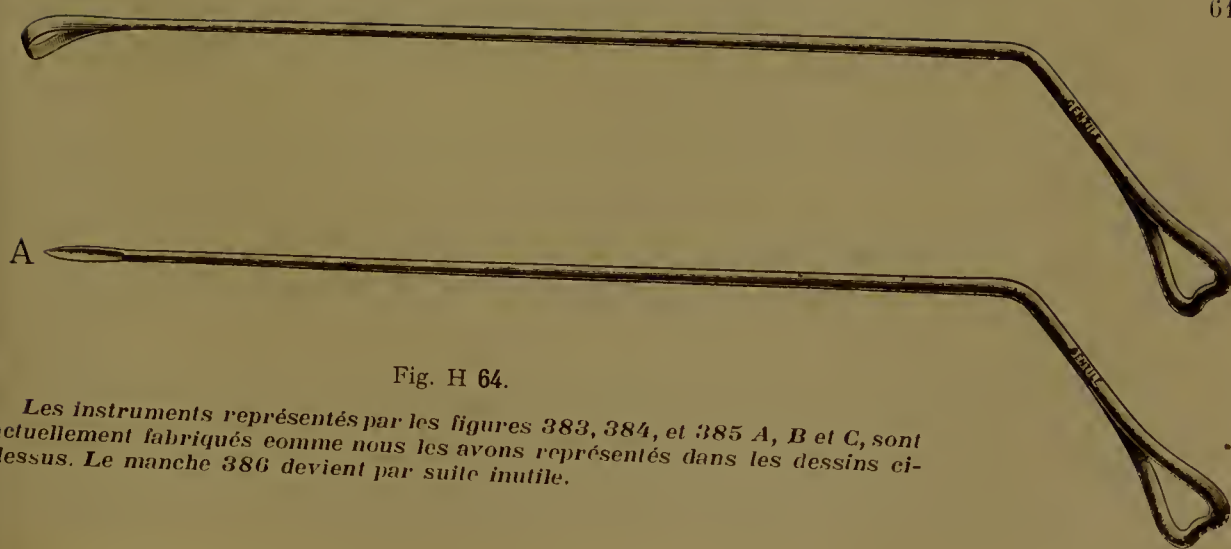 61
A
Fig. H 64.
Les instruments représentés par les figures 383, 384, et 385 A, B et C, sont
actuellement fabriqués comme nous les avons représentés dans les dessins ci-
dessus. Le manche 386 devient par suite inutile.